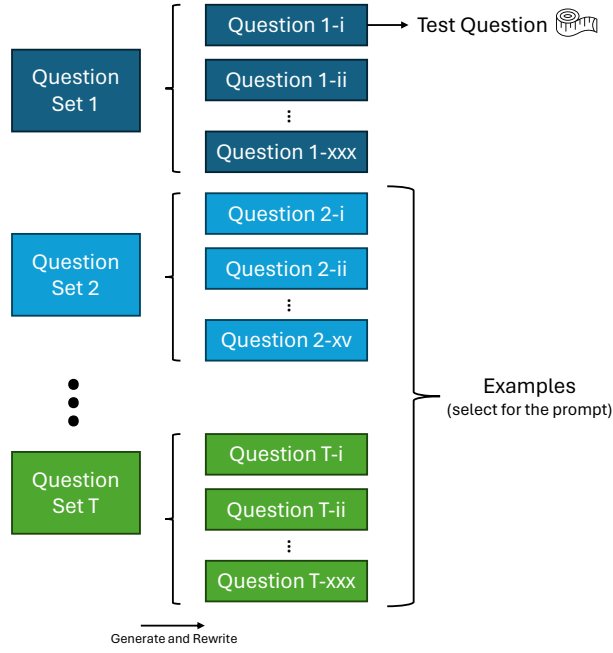 Question 1-i
Test Question
Question
Set 1
Question 1-ii
Question 1-xxx
Question 2-i
Question
Set 2
Question 2-ii
Question 2-xv
Examples
(select for the prompt)
Question T-i
Question
Set T
Question T-ii
Question T-xxx
Generate and Rewrite